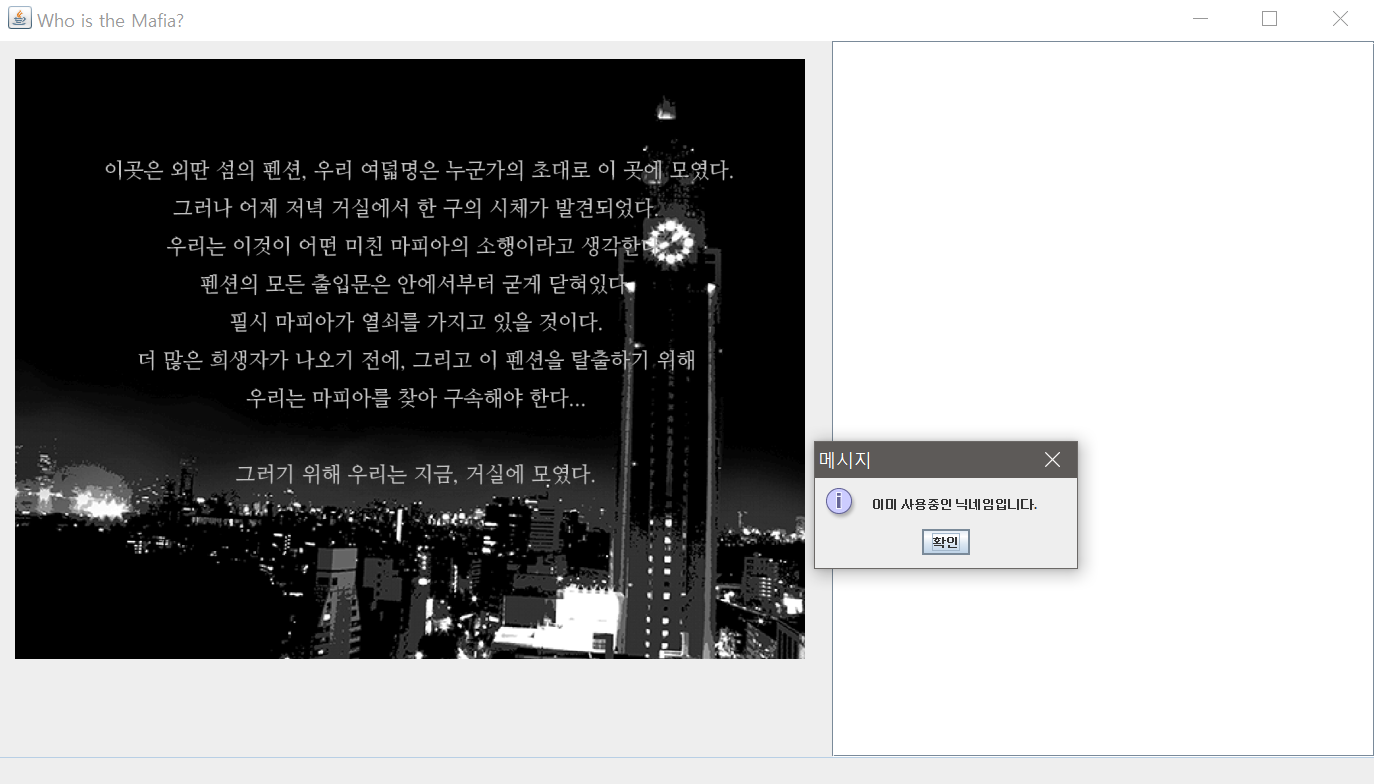 Who is the Mafia?
이곳은 외딴 섬의 펜션, 우리 여덟명은 누군가의 초대로 이 곳에 모였다.
그러나 어제 저녁 거실에서 한 구의 시체가 발견되었다.
우리는 이것이 어떤 미친 마피아의 소행이라고 생각한다.
펜션의 모든 출입문은 안에서부터 굳게 닫혀있다.
필시 마피아가 열쇠를 가지고 있을 것이다.
더 많은 희생자가 나오기 전에, 그리고 이 펜션을 탈출하기 위해
우리는 마피아를 찾아 구속해야 한다...
그러기 위해 우리는 지금, 거실에 모였다.
메시지
이미 사용중인 닉네임입니다.
확인